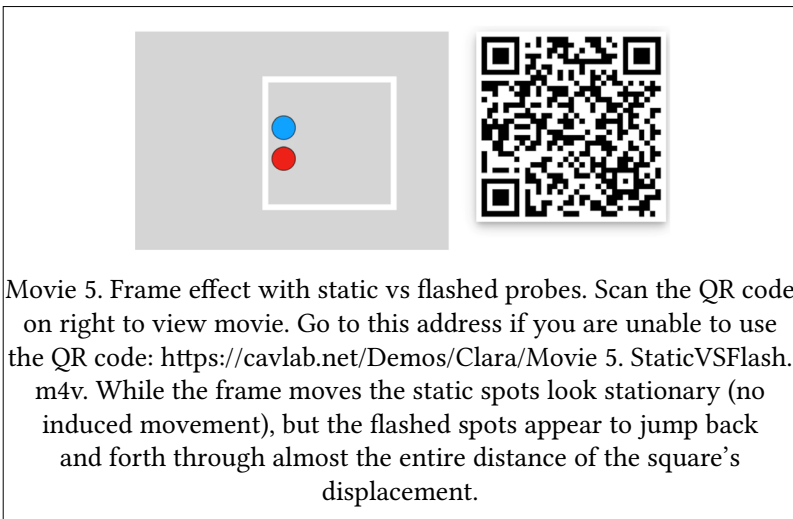 Movie 5. Frame effect with static vs flashed probes. Scan the QR code
on right to view movie. Go to this address if you are unable to use
the QR code: https://cavlab.net/Demos/Clara/Movie 5. StaticVSFlash.
m4v. While the frame moves the static spots look stationary (no
induced movement), but the flashed spots appear to jump back
and forth through almost the entire distance of the square’s
displacement.